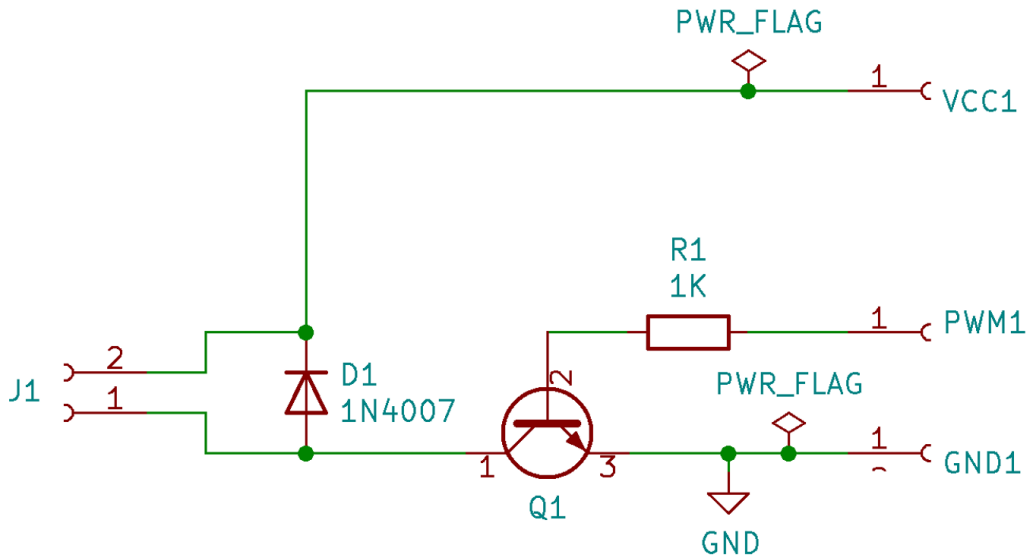 PWR_FLAG
1
VCC1
R1
1K
1
PWM1
2
J1
1
D1
1N4007
2
PWR_FLAG
1
3
1
GND1
Q1
GND